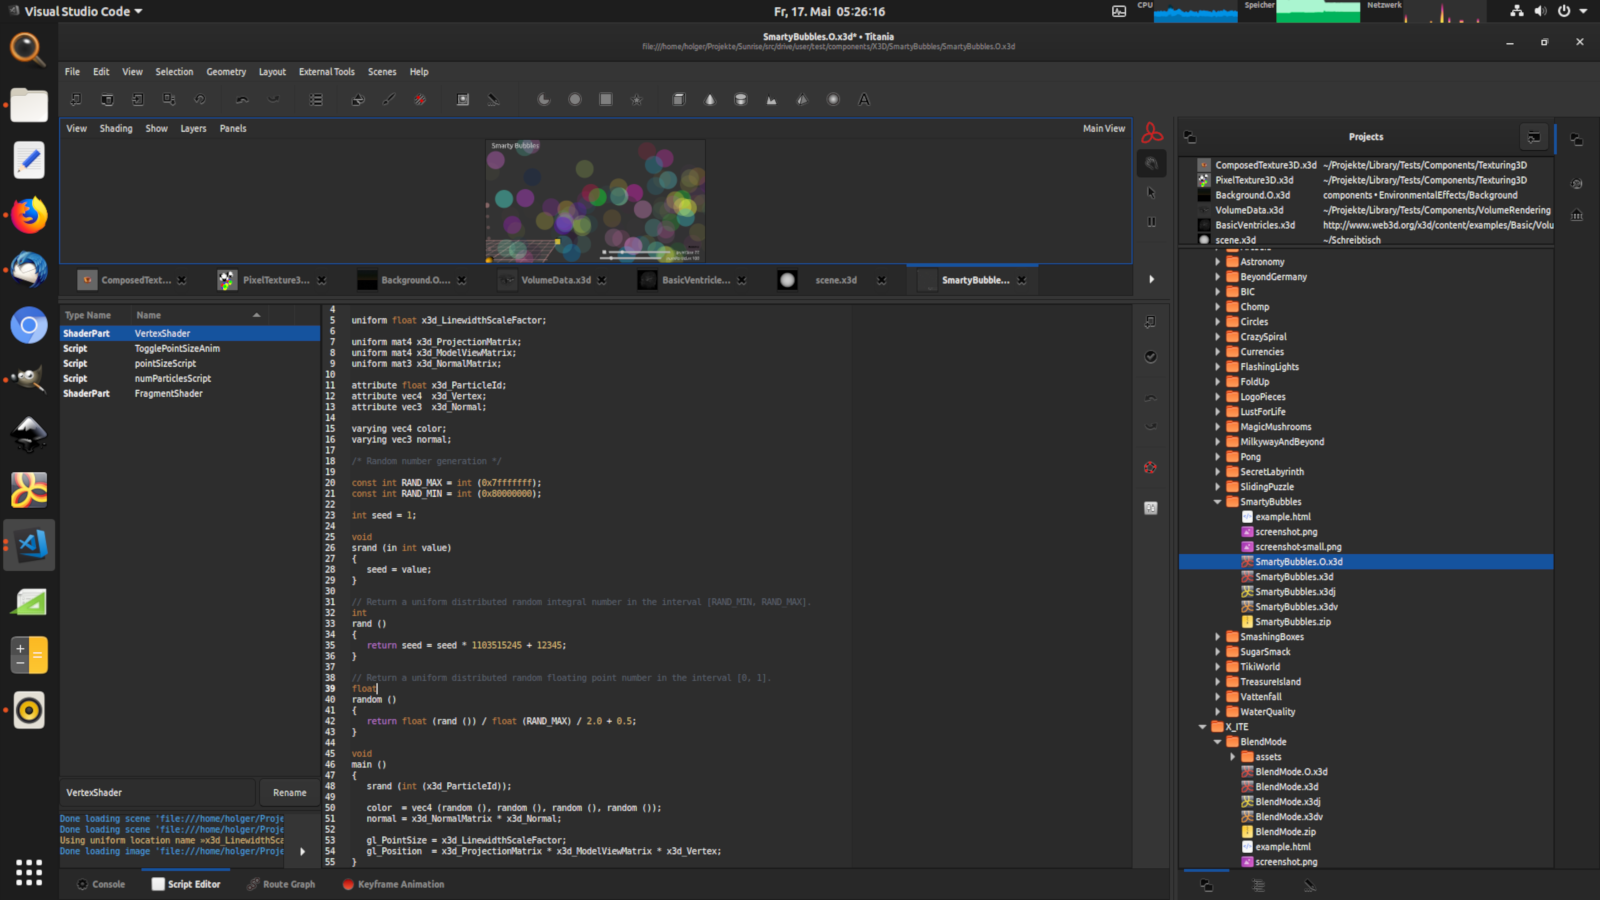 Visual Studio Code
Fr, 17. Mai 05:26:16
CPU
Speicher
Netzwerk
SmartyBubbles.O.x3d* • Titania
file:///home/holger/Projekte/Sunrise/src/drive/user/test/components/X3D/SmartyBubbles/SmartyBubbles.O.x3d
File Edit View Selection Geometry Layout External Tools Scenes Help
View Shading Show Layers Panels
Main View
Smarty Bubbles
Projects
ComposedTexture3D.x3d ~/Projekte/Library/Tests/Components/Texturing3D
PixelTexture3D.x3d ~/Projekte/Library/Tests/Components/Texturing3D
Background.O.x3d components • EnvironmentalEffects/Background
VolumeData.x3d ~/Projekte/Library/Tests/Components/VolumeRendering
BasicVentricles.x3d http://www.web3d.org/x3d/content/examples/Basic/Volu
scene.x3d ~/Schreibtisch
ComposedText... PixelTexture3... Background.O.... VolumeData.x3d BasicVentricle... scene.x3d SmartyBubble...
Type Name Name
ShaderPart VertexShader
Script TogglePointSizeAnim
Script pointSizeScript
Script numParticlesScript
ShaderPart FragmentShader
4
5 uniform float x3d_LinewidthScaleFactor;
6
7 uniform mat4 x3d_ProjectionMatrix;
8 uniform mat4 x3d_ModelViewMatrix;
9 uniform mat3 x3d_NormalMatrix;
10
11 attribute float x3d_ParticleId;
12 attribute vec4  x3d_Vertex;
13 attribute vec3  x3d_Normal;
14
15 varying vec4 color;
16 varying vec3 normal;
17
18 /* Random number generation */
19
20 const int RAND_MAX = int (0x7fffffff);
21 const int RAND_MIN = int (0x80000000);
22
23 int seed = 1;
24
25 void
26 srand (in int value)
27 {
28    seed = value;
29 }
30
31 // Return a uniform distributed random integral number in the interval [RAND_MIN, RAND_MAX].
32 int
33 rand ()
34 {
35    return seed = seed * 1103515245 + 12345;
36 }
37
38 // Return a uniform distributed random floating point number in the interval [0, 1].
39 float
40 random ()
41 {
42    return float (rand ()) / float (RAND_MAX) / 2.0 + 0.5;
43 }
44
45 void
46 main ()
47 {
48    srand (int (x3d_ParticleId));
49
50    color  = vec4 (random (), random (), random (), random ());
51    normal = x3d_NormalMatrix * x3d_Normal;
52
53    gl_PointSize = x3d_LinewidthScaleFactor;
54    gl_Position  = x3d_ProjectionMatrix * x3d_ModelViewMatrix * x3d_Vertex;
55 }
VertexShader
Rename
Done loading scene 'file:///home/holger/Proje
Done loading scene 'file:///home/holger/Proje
Using uniform location name »x3d_LinewidthSca
Done loading image 'file:///home/holger/Proje
Console Script Editor Route Graph Keyframe Animation
Astronomy
BeyondGermany
BIC
Chomp
Circles
CrazySpiral
Currencies
FlashingLights
FoldUp
LogoPieces
LustForLife
MagicMushrooms
MilkywayAndBeyond
Pong
SecretLabyrinth
SlidingPuzzle
SmartyBubbles
example.html
screenshot.png
screenshot-small.png
SmartyBubbles.O.x3d
SmartyBubbles.x3d
SmartyBubbles.x3dj
SmartyBubbles.x3dv
SmartyBubbles.zip
SmashingBoxes
SugarSmack
TikiWorld
TreasureIsland
Vattenfall
WaterQuality
X_ITE
BlendMode
assets
BlendMode.O.x3d
BlendMode.x3d
BlendMode.x3dj
BlendMode.x3dv
BlendMode.zip
example.html
screenshot.png